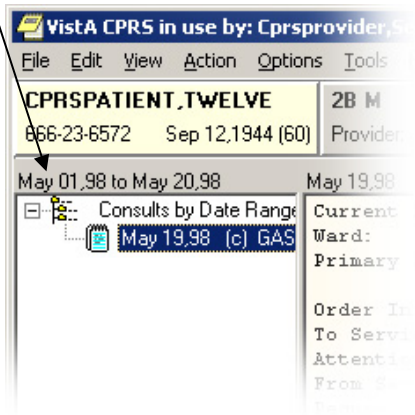 VistA CPRS in use by: Cprsprovider,S
File Edit View Action Options Tools
CPRSPATIENT,TWELVE 2B M
666-23-6572 Sep 12,1944 (60) Provider:
May 01,98 to May 20,98 May 19,98
Consults by Date Range Current
May 19,98 (c) GAS Ward:
Primary
Order In
To Servi
Attenti
From Se